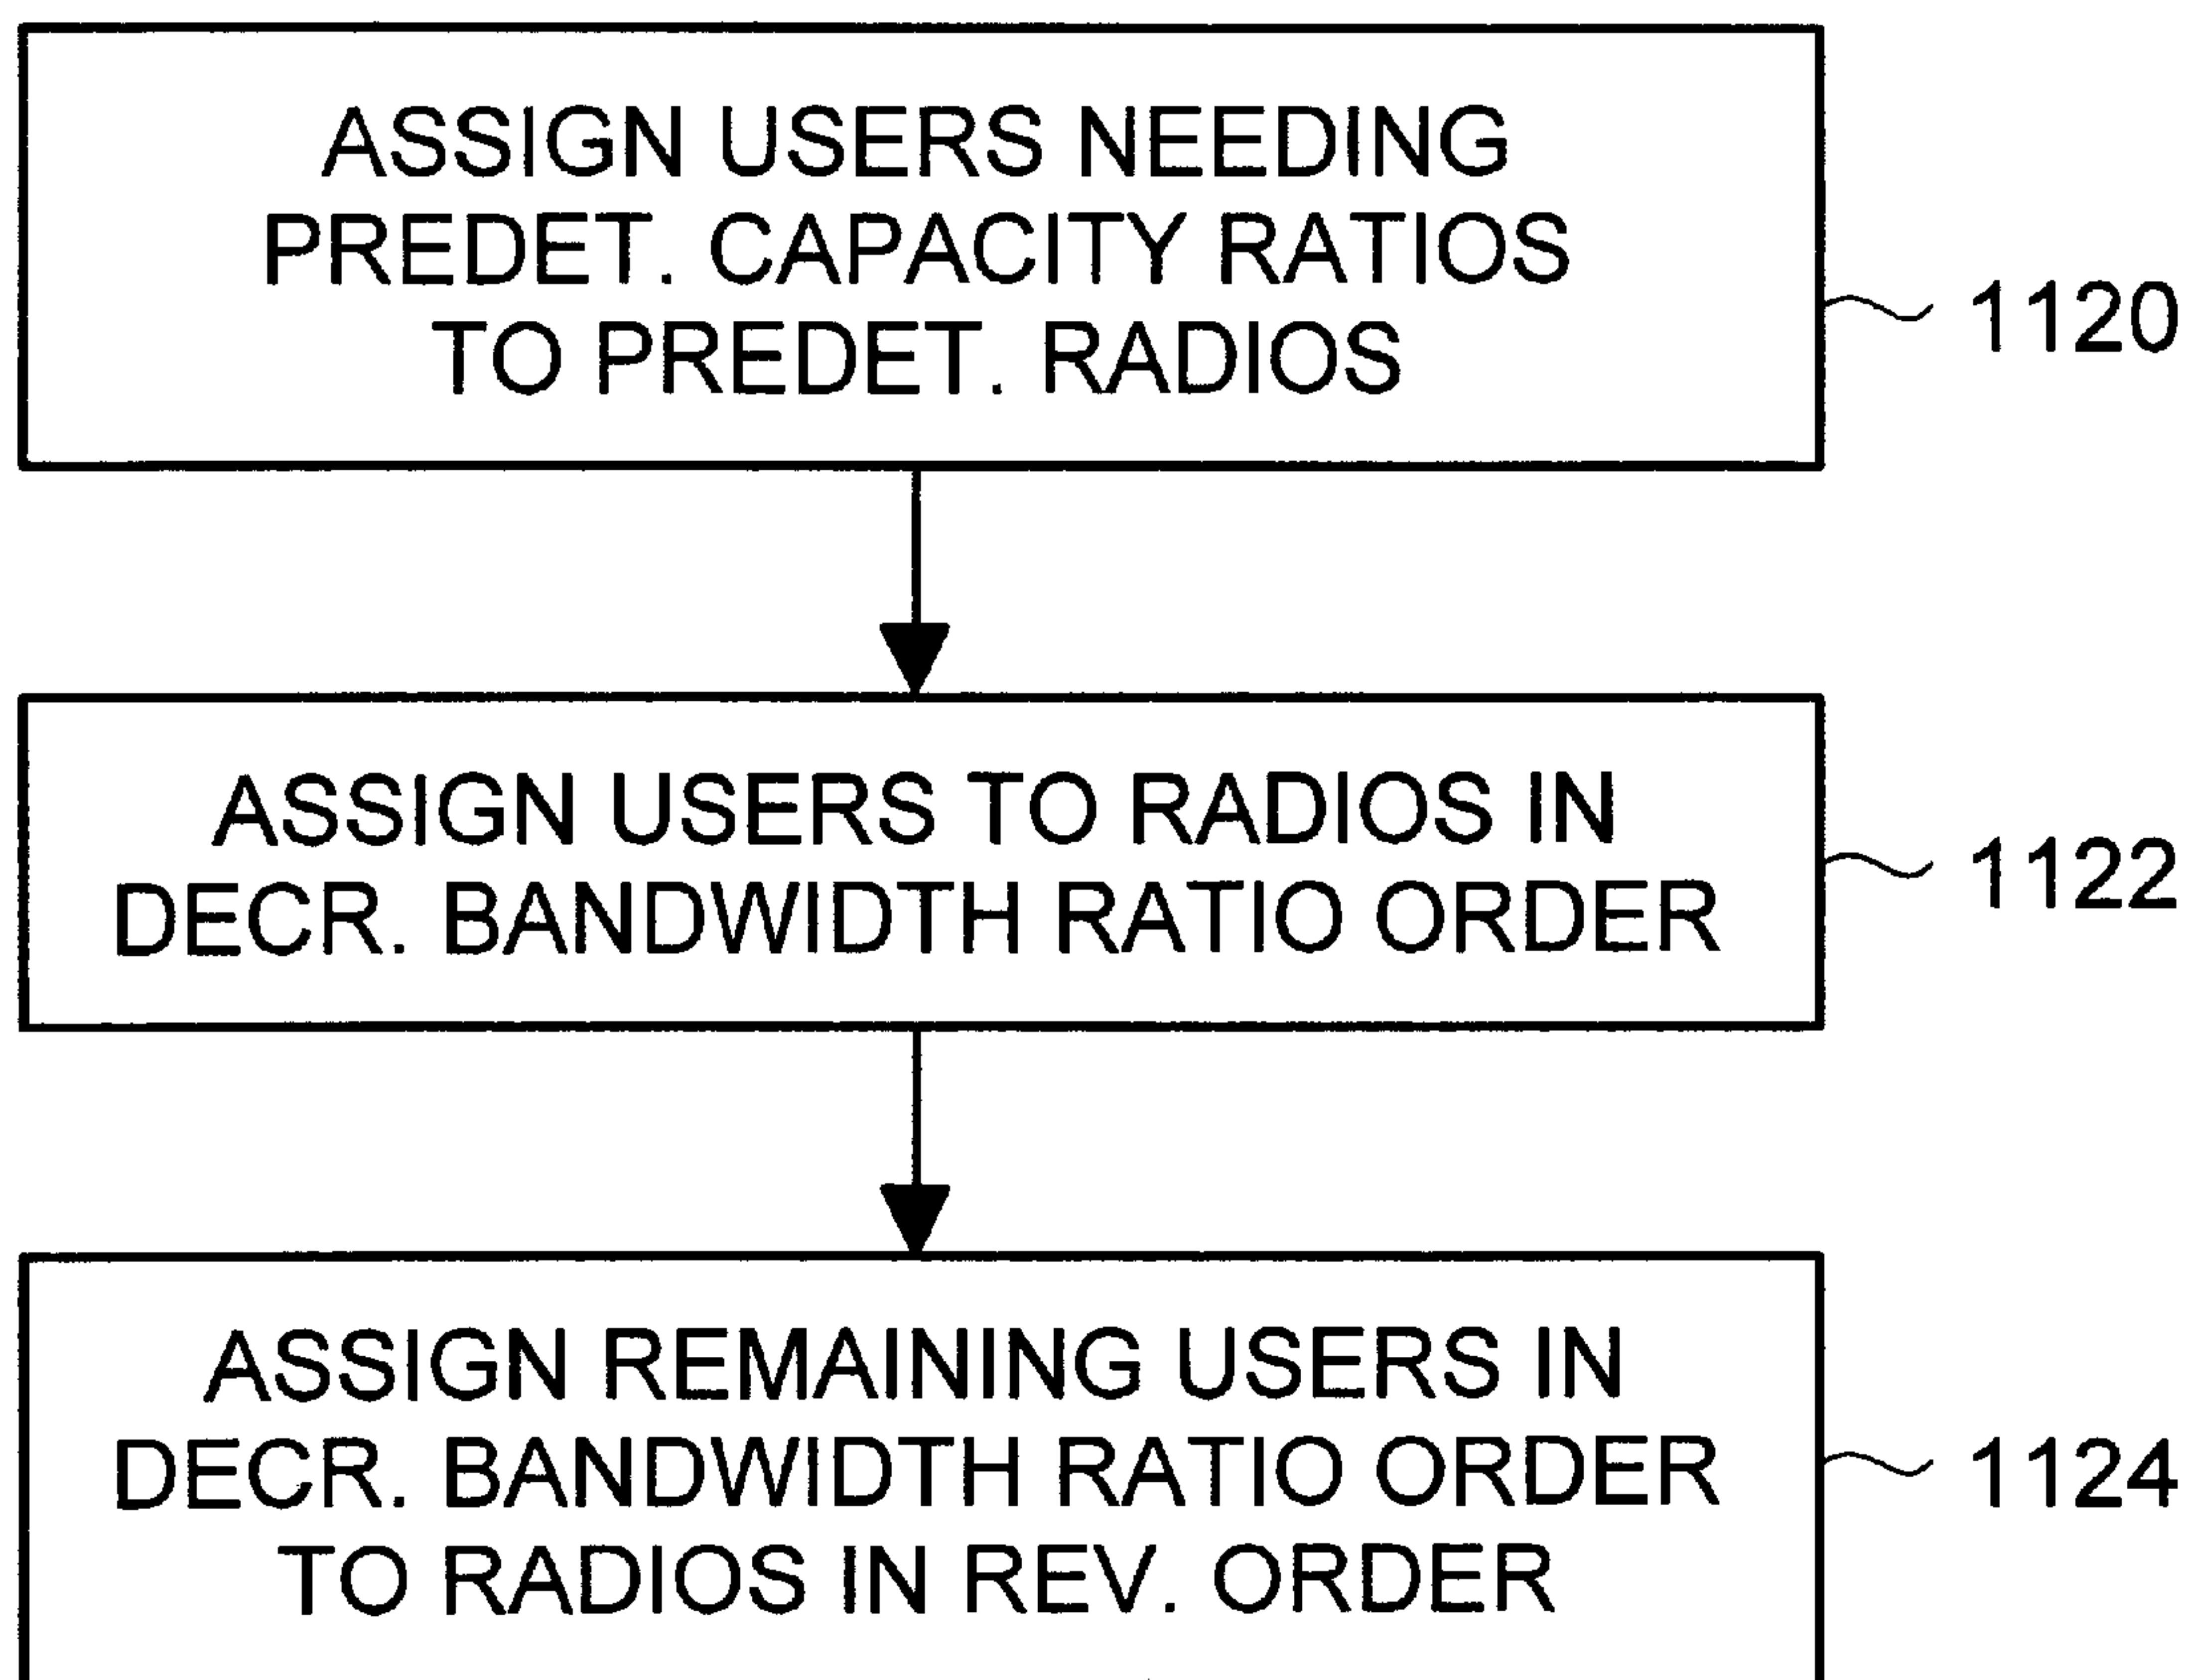 ASSIGN USERS NEEDING
PREDET. CAPACITY RATIOS
TO PREDET. RADIOS
1120
ASSIGN USERS TO RADIOS IN
DECR. BANDWIDTH RATIO ORDER
1122
ASSIGN REMAINING USERS IN
DECR. BANDWIDTH RATIO ORDER
TO RADIOS IN REV. ORDER
1124